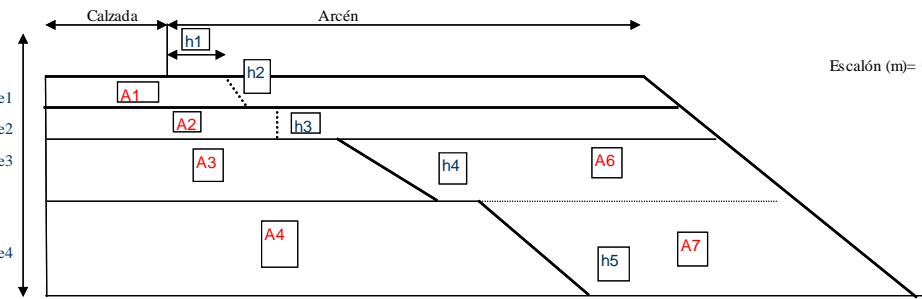 Calzada
Arcén
h1
h2
Escalón (m)=
A1
e1
A2
h3
e2
A3
h4
A6
e3
A4
A7
e4
h5